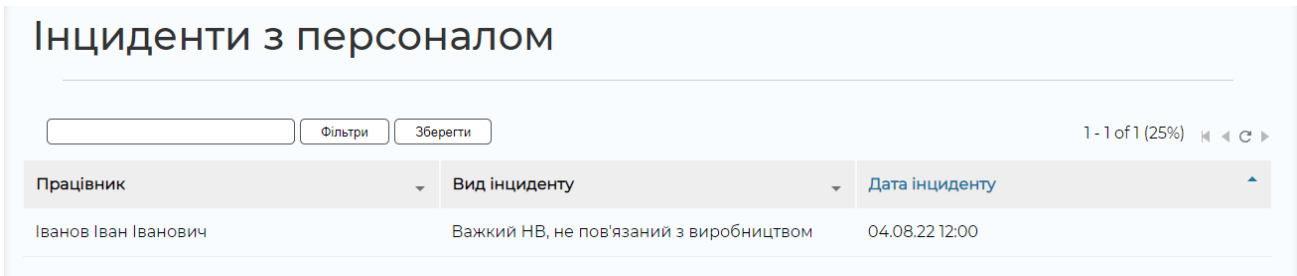 Інциденти з персоналом
Фільтри Зберегти 1 - 1 of 1 (25%)
Працівник Вид інциденту Дата інциденту
Іванов Іван Іванович Важкий НВ, не пов'язаний з виробництвом 04.08.22 12:00